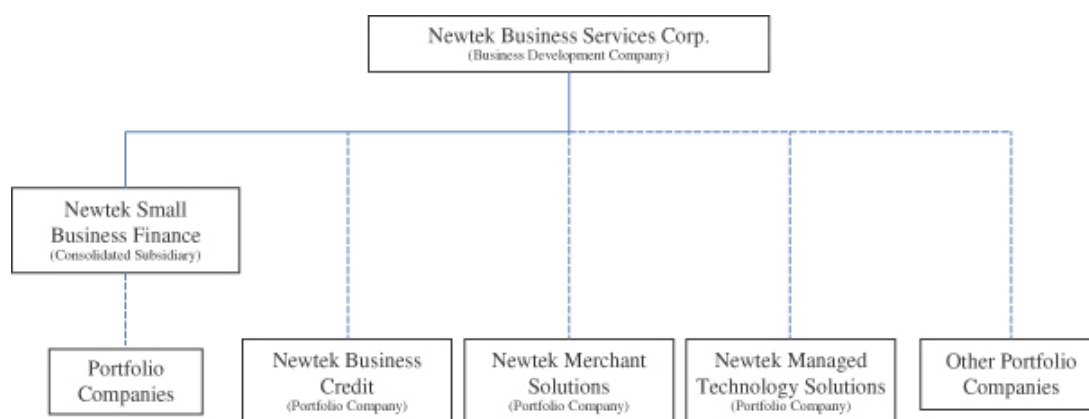 Newtek Business Services Corp.
(Business Development Company)
Newtek Small
Business Finance
(Consolidated Subsidiary)
Portfolio
Companies
Newtek Business
Credit
(Portfolio Company)
Newtek Merchant
Solutions
(Portfolio Company)
Newtek Managed
Technology Solutions
(Portfolio Company)
Other Portfolio
Companies